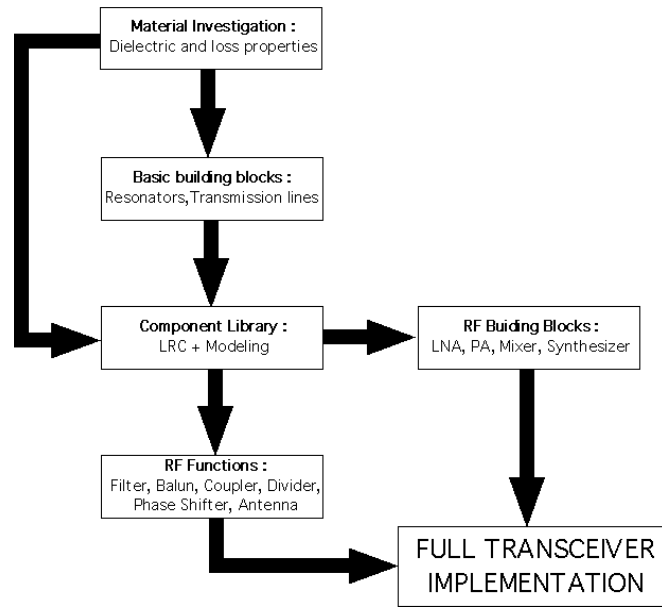 Material Investigation :
Dielectric and loss properties
Basic building blocks :
Resonators,Transmission lines
Component Library :
LRC + Modeling
RF Buiding Blocks :
LNA, PA, Mixer, Synthesizer
RF Functions :
Filter, Balun, Coupler, Divider,
Phase Shifter, Antenna
FULL TRANSCEIVER
IMPLEMENTATION